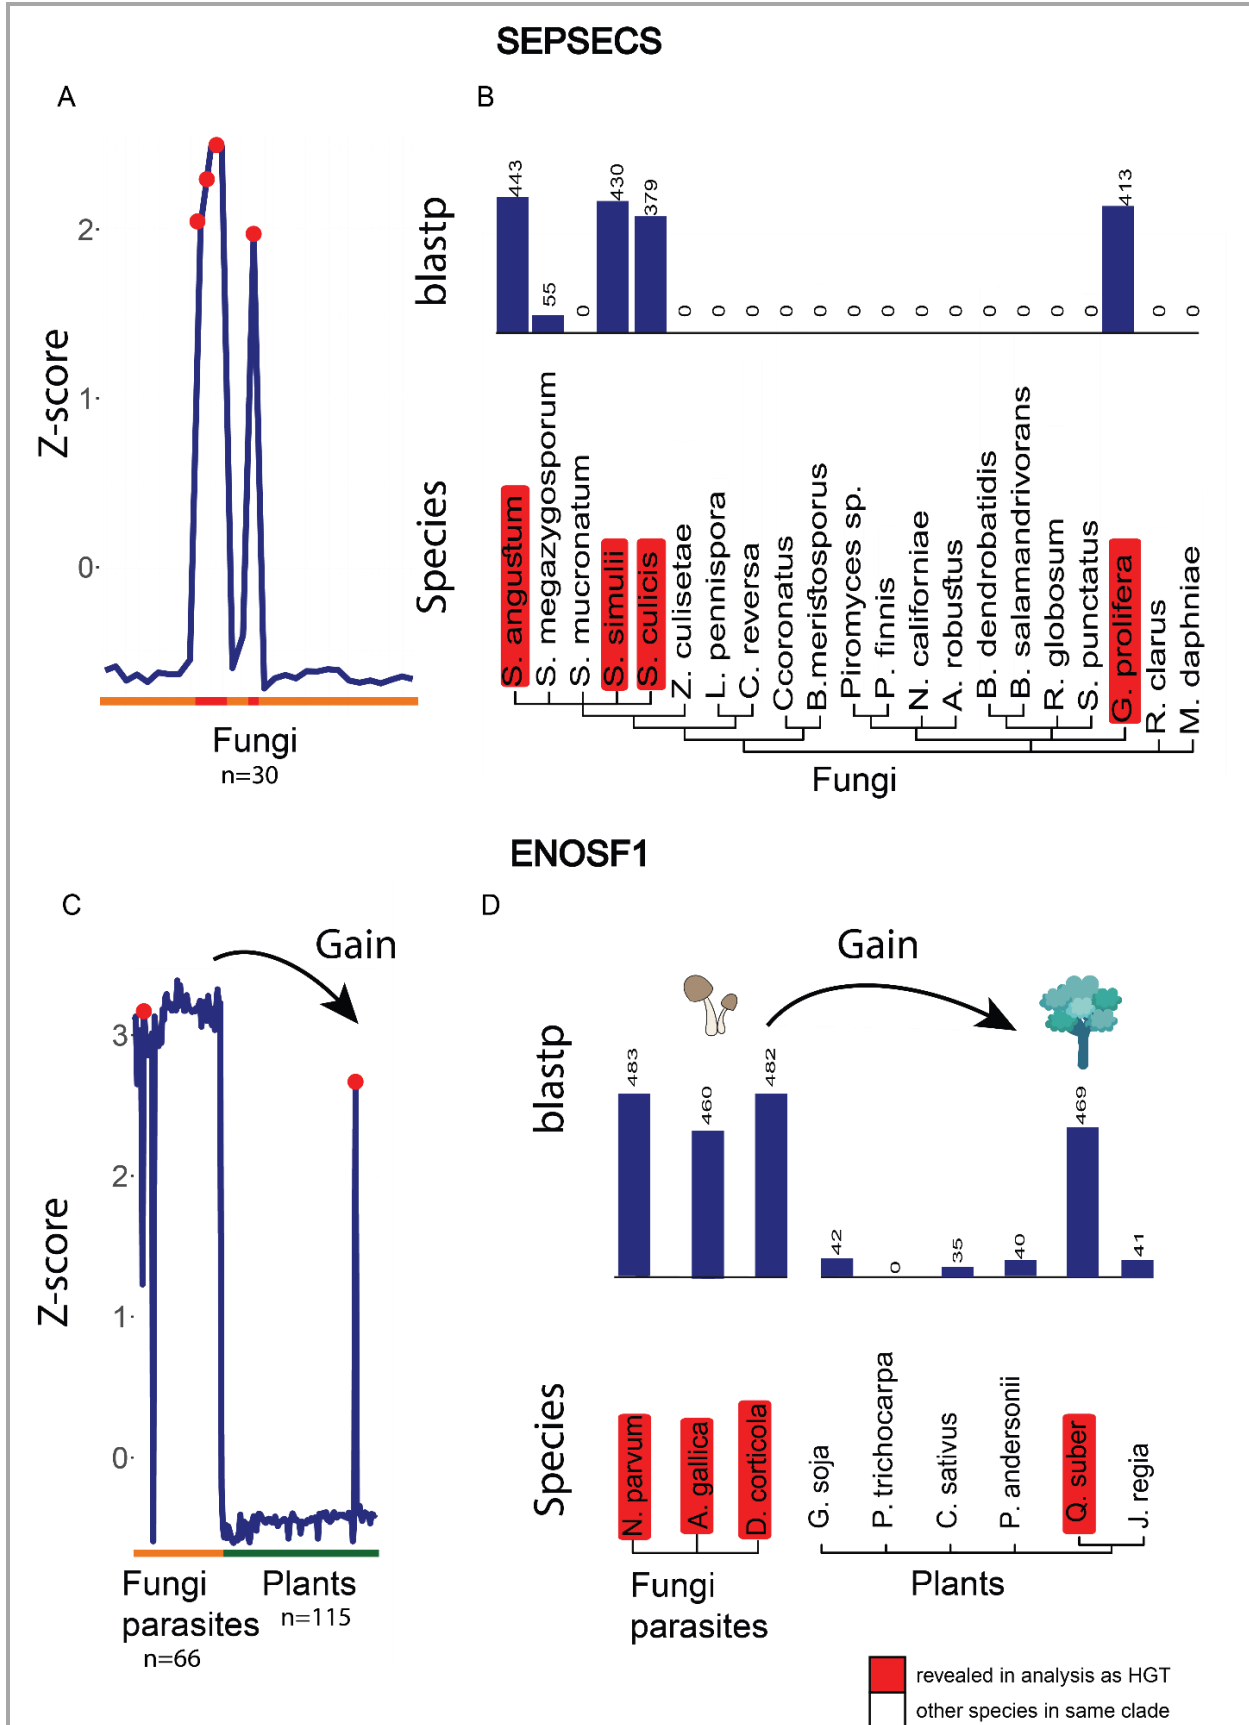 SEPSECS
A
B
Z-score
2
1
0
Fungi
n=30
blastp
443
55
0
430
379
0
0
0
0
0
0
0
0
0
0
0
0
0
413
0
0
Species
S. angustum
S. megazygosporum
S. mucronatum
S. simulii
S. culicis
Z. culisetae
L. pennispora
C. reversa
Ccoronatus
B.meristosporus
Piromyces sp.
P. finnis
N. californiae
A. robustus
B. dendrobatidis
B. salamandrivorans
R. globosum
S. punctatus
G. prolifera
R. clarus
M. daphniae
Fungi
ENOSF1
C
D
Gain
Z-score
3
2
1
0
Fungi
parasites
n=66
Plants
n=115
Gain
blastp
483
460
482
42
0
35
40
469
41
Species
N. parvum
A. gallica
D. corticola
G. soja
P. trichocarpa
C. sativus
P. andersonii
Q. suber
J. regia
Fungi
parasites
Plants
revealed in analysis as HGT
other species in same clade